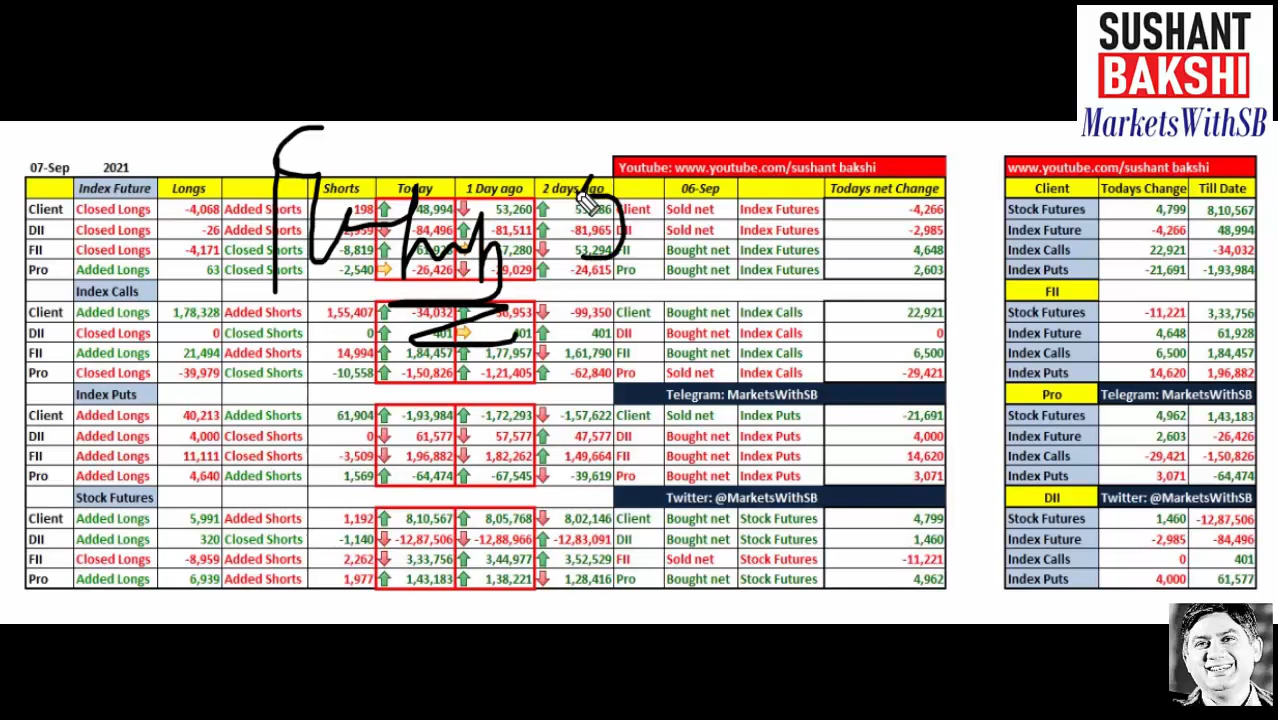 SUSHANT
BAKSHI
MarketsWithSB
07-Sep 2021 Youtube: www.youtube.com/sushant bakshi www.youtube.com/sushant bakshi
Index Future Longs Shorts Today 1 Day ago 2 days ago 06-Sep Todays net Change Client Todays Change Till Date
Client Closed Longs -4,068 Added Shorts 198 48,994 53,260 Client Sold net Index Futures -4,266 Stock Futures 4,799 8,10,567
DII Closed Longs -26 Added Shorts -84,496 -81,511 -81,965 DII Sold net Index Futures -2,985 Index Future -4,266 48,994
FII Closed Longs -4,171 Closed Shorts -8,819 53,294 FII Bought net Index Futures 4,648 Index Calls 22,921 -34,032
Pro Added Longs 63 Closed Shorts -2,540 -26,426 -29,029 -24,615 Pro Bought net Index Futures 2,603 Index Puts -21,691 -1,93,984
Index Calls FII
Client Added Longs 1,78,328 Added Shorts 1,55,407 -34,032 -99,350 Client Bought net Index Calls 22,921 Stock Futures -11,221 3,33,756
DII Closed Longs 0 Closed Shorts 0 401 401 401 DII Bought net Index Calls 0 Index Future 4,648 61,928
FII Added Longs 21,494 Added Shorts 14,994 1,84,457 1,77,957 1,61,790 FII Bought net Index Calls 6,500 Index Calls 6,500 1,84,457
Pro Closed Longs -39,979 Closed Shorts -10,558 -1,50,826 -1,21,405 -62,840 Pro Sold net Index Calls -29,421 Index Puts 14,620 1,96,882
Index Puts Telegram: MarketsWithSB Pro Telegram: MarketsWithSB
Client Added Longs 40,213 Added Shorts 61,904 -1,93,984 -1,72,293 -1,57,622 Client Sold net Index Puts -21,691 Stock Futures 4,962 1,43,183
DII Added Longs 4,000 Closed Shorts 0 61,577 57,577 47,577 DII Bought net Index Puts 4,000 Index Future 2,603 -26,426
FII Added Longs 11,111 Closed Shorts -3,509 1,96,882 1,82,262 1,49,664 FII Bought net Index Puts 14,620 Index Calls -29,421 -1,50,826
Pro Added Longs 4,640 Added Shorts 1,569 -64,474 -67,545 -39,619 Pro Bought net Index Puts 3,071 Index Puts 3,071 -64,474
Stock Futures Twitter: @MarketsWithSB DII Twitter: @MarketsWithSB
Client Added Longs 5,991 Added Shorts 1,192 8,10,567 8,05,768 8,02,146 Client Bought net Stock Futures 4,799 Stock Futures 1,460 -12,87,506
DII Added Longs 320 Closed Shorts -1,140 -12,87,506 -12,88,966 -12,83,091 DII Bought net Stock Futures 1,460 Index Future -2,985 -84,496
FII Closed Longs -8,959 Added Shorts 2,262 3,33,756 3,44,977 3,52,529 FII Sold net Stock Futures -11,221 Index Calls 0 401
Pro Added Longs 6,939 Added Shorts 1,977 1,43,183 1,38,221 1,28,416 Pro Bought net Stock Futures 4,962 Index Puts 4,000 61,577